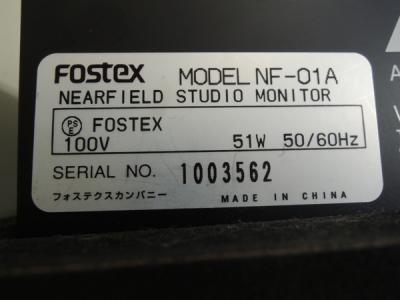 Fostex MODEL NF-01A
NEARFIELD STUDIO MONITOR
PS E FOSTEX
100V 51W 50/60Hz
SERIAL NO. 1003562
フォステクスカンパニー MADE IN CHINA